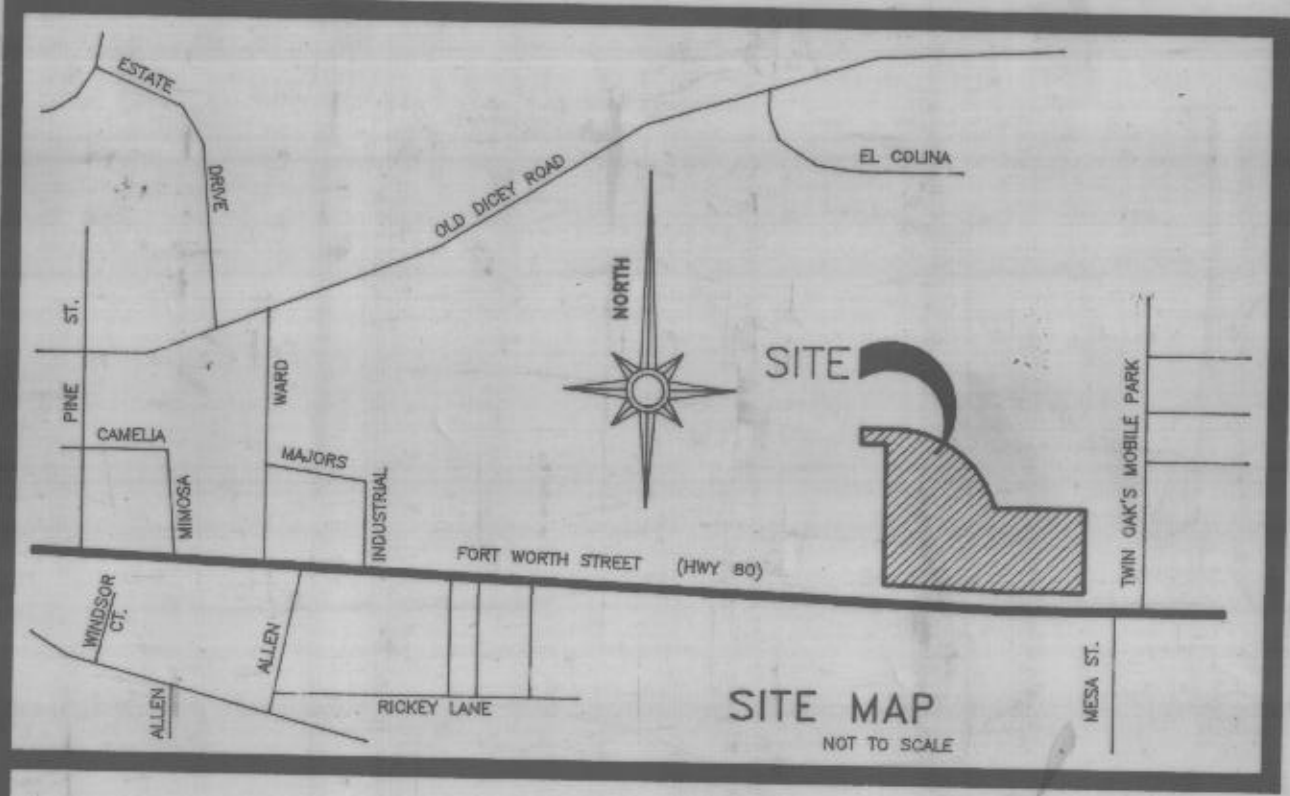 ESTATE
DRIVE
OLD DICEY ROAD
EL COLINA
NORTH
PINE ST.
WARD
SITE
TWIN OAK'S MOBILE PARK
CAMELIA
MAJORS
MIMOSA
INDUSTRIAL
FORT WORTH STREET (HWY 80)
WINDSOR
CT.
ALLEN
ALLEN
RICKEY LANE
MESA ST.
SITE MAP
NOT TO SCALE